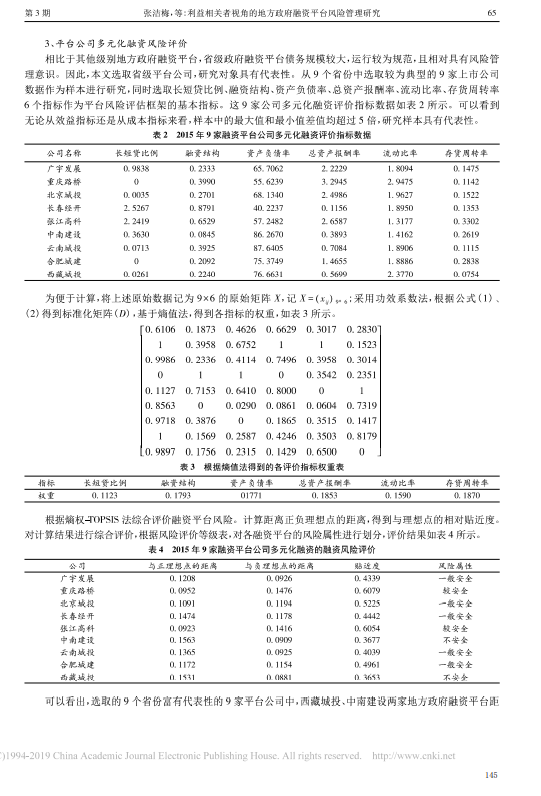 第 3 期 张洁梅,等:利益相关者视角的地方政府融资平台风险管理研究 65
3、平台公司多元化融资风险评价
相比于其他级别地方政府融资平台,省级政府融资平台债务规模较大,运行较为规范,且相对具有风险管
理意识。因此,本文选取省级平台公司,研究对象具有代表性。从 9 个省份中选取较为典型的 9 家上市公司
数据作为样本进行研究,同时选取长短贷比例、融资结构、资产负债率、总资产报酬率、流动比率、存货周转率
6 个指标作为平台风险评估框架的基本指标。这 9 家公司多元化融资评价指标数据如表 2 所示。可以看到
无论从效益指标还是从成本指标来看,样本中的最大值和最小值差值均超过 5 倍,研究样本具有代表性。
表 2 2015 年 9 家融资平台公司多元化融资评价指标数据
公司名称 长短贷比例 融资结构 资产负债率 总资产报酬率 流动比率 存货周转率
广宇发展 0.9838 0.2333 65.7062 2.2229 1.8094 0.1475
重庆路桥 0 0.3990 55.6239 3.2945 2.9475 0.1142
北京城投 0.0035 0.2701 68.1340 2.4986 1.9627 0.1522
长春经开 2.5267 0.8791 40.2237 0.1156 1.8950 0.1353
张江高科 2.2419 0.6529 57.2482 2.6587 1.3177 0.3302
中南建设 0.3630 0.0845 86.2670 0.3893 1.4162 0.2619
云南城投 0.0713 0.3925 87.6405 0.7084 1.8906 0.1115
合肥城建 0 0.2092 75.3749 1.4655 1.8886 0.2838
西藏城投 0.0261 0.2240 76.6631 0.5699 2.3770 0.0754
为便于计算,将上述原始数据记为 9×6 的原始矩阵 X,记 X=(x_ij)_9×6;采用功效系数法,根据公式(1)、
(2)得到标准化矩阵(D),基于熵值法,得到各指标的权重,如表 3 所示。
0.6106 0.1873 0.4626 0.6629 0.3017 0.2830
1 0.3958 0.6752 1 1 0.1523
0.9986 0.2336 0.4114 0.7496 0.3958 0.3014
0 1 1 0 0.3542 0.2351
0.1127 0.7153 0.6410 0.8000 0 1
0.8563 0 0.0290 0.0861 0.0604 0.7319
0.9718 0.3876 0 0.1865 0.3515 0.1417
1 0.1569 0.2587 0.4246 0.3503 0.8179
0.9897 0.1756 0.2315 0.1429 0.6500 0
表 3 根据熵值法得到的各评价指标权重表
指标 长短贷比例 融资结构 资产负债率 总资产报酬率 流动比率 存货周转率
权重 0.1123 0.1793 01771 0.1853 0.1590 0.1870
根据熵权-TOPSIS 法综合评价融资平台风险。计算距离正负理想点的距离,得到与理想点的相对贴近度。
对计算结果进行综合评价,根据风险评价等级表,对各融资平台的风险属性进行划分,评价结果如表 4 所示。
表 4 2015 年 9 家融资平台公司多元化融资的融资风险评价
公司 与正理想点的距离 与负理想点的距离 贴近度 风险属性
广宇发展 0.1208 0.0926 0.4339 一般安全
重庆路桥 0.0952 0.1476 0.6079 较安全
北京城投 0.1091 0.1194 0.5225 一般安全
长春经开 0.1474 0.1178 0.4442 一般安全
张江高科 0.0923 0.1416 0.6054 较安全
中南建设 0.1563 0.0909 0.3677 不安全
云南城投 0.1365 0.0925 0.4039 一般安全
合肥城建 0.1172 0.1154 0.4961 一般安全
西藏城投 0.1531 0.0881 0.3653 不安全
可以看出,选取的 9 个省份富有代表性的 9 家平台公司中,西藏城投、中南建设两家地方政府融资平台距
)1994-2019 China Academic Journal Electronic Publishing House. All rights reserved. http://www.cnki.net
145